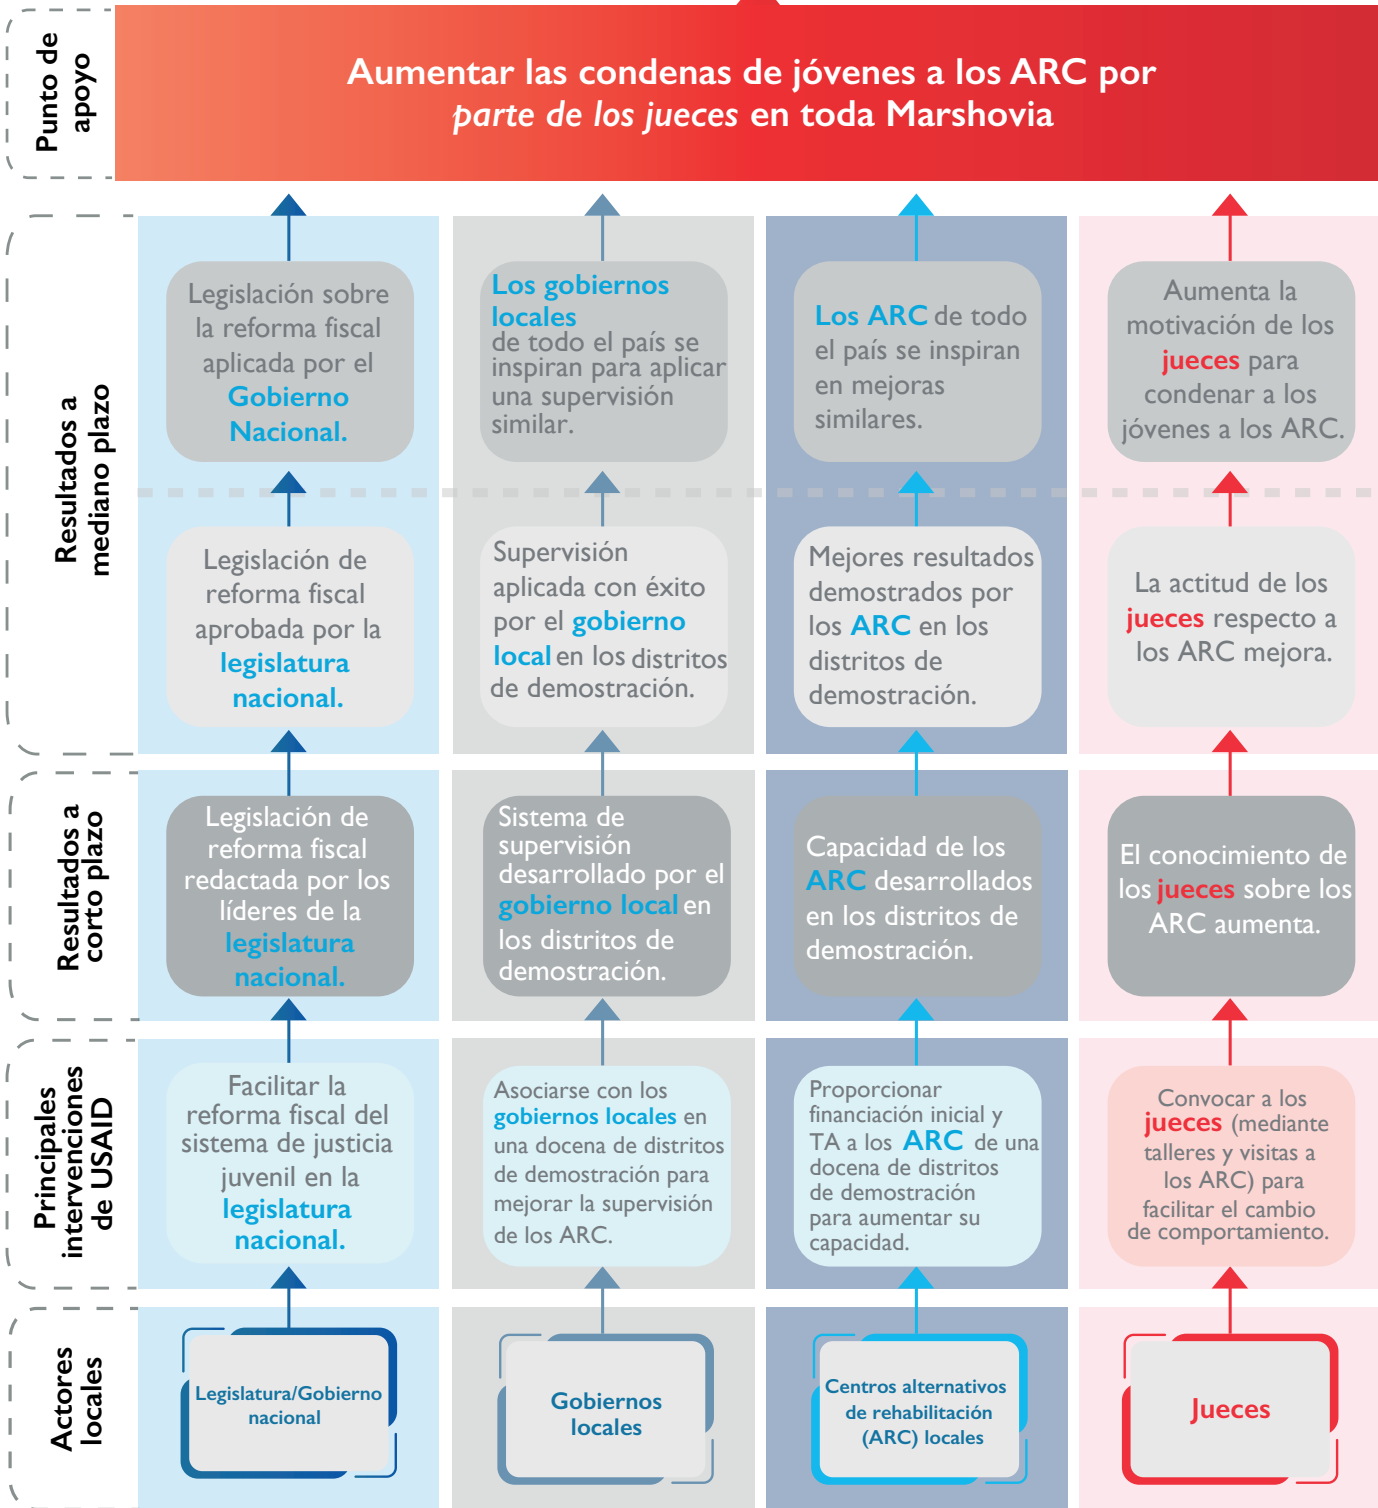 Punto de
apoyo
Aumentar las condenas de jóvenes a los ARC por
parte de los jueces en toda Marshovia
Resultados a
mediano plazo
Legislación sobre
la reforma fiscal
aplicada por el
Gobierno
Nacional.
Los gobiernos
locales
de todo el país se
inspiran para aplicar
una supervisión
similar.
Los ARC de todo
el país se inspiran
en mejoras
similares.
Aumenta la
motivación de los
jueces para
condenar a los
jóvenes a los ARC.
Legislación de
reforma fiscal
aprobada por la
legislatura
nacional.
Supervisión
aplicada con éxito
por el gobierno
local en los distritos
de demostración.
Mejores resultados
demostrados por
los ARC en los
distritos de
demostración.
La actitud de los
jueces respecto a
los ARC mejora.
Resultados a
corto plazo
Legislación de
reforma fiscal
redactada por los
líderes de la
legislatura
nacional.
Sistema de
supervisión
desarrollado por el
gobierno local en
los distritos de
demostración.
Capacidad de los
ARC desarrollados
en los distritos de
demostración.
El conocimiento de
los jueces sobre los
ARC aumenta.
Principales
intervenciones
de USAID
Facilitar la
reforma fiscal del
sistema de justicia
juvenil en la
legislatura
nacional.
Asociarse con los
gobiernos locales en
una docena de distritos
de demostración para
mejorar la supervisión
de los ARC.
Proporcionar
financiación inicial y
TA a los ARC de una
docena de distritos
de demostración
para aumentar su
capacidad.
Convocar a los
jueces (mediante
talleres y visitas a
los ARC) para
facilitar el cambio
de comportamiento.
Actores
locales
Legislatura/Gobierno
nacional
Gobiernos
locales
Centros alternativos
de rehabilitación
(ARC) locales
Jueces